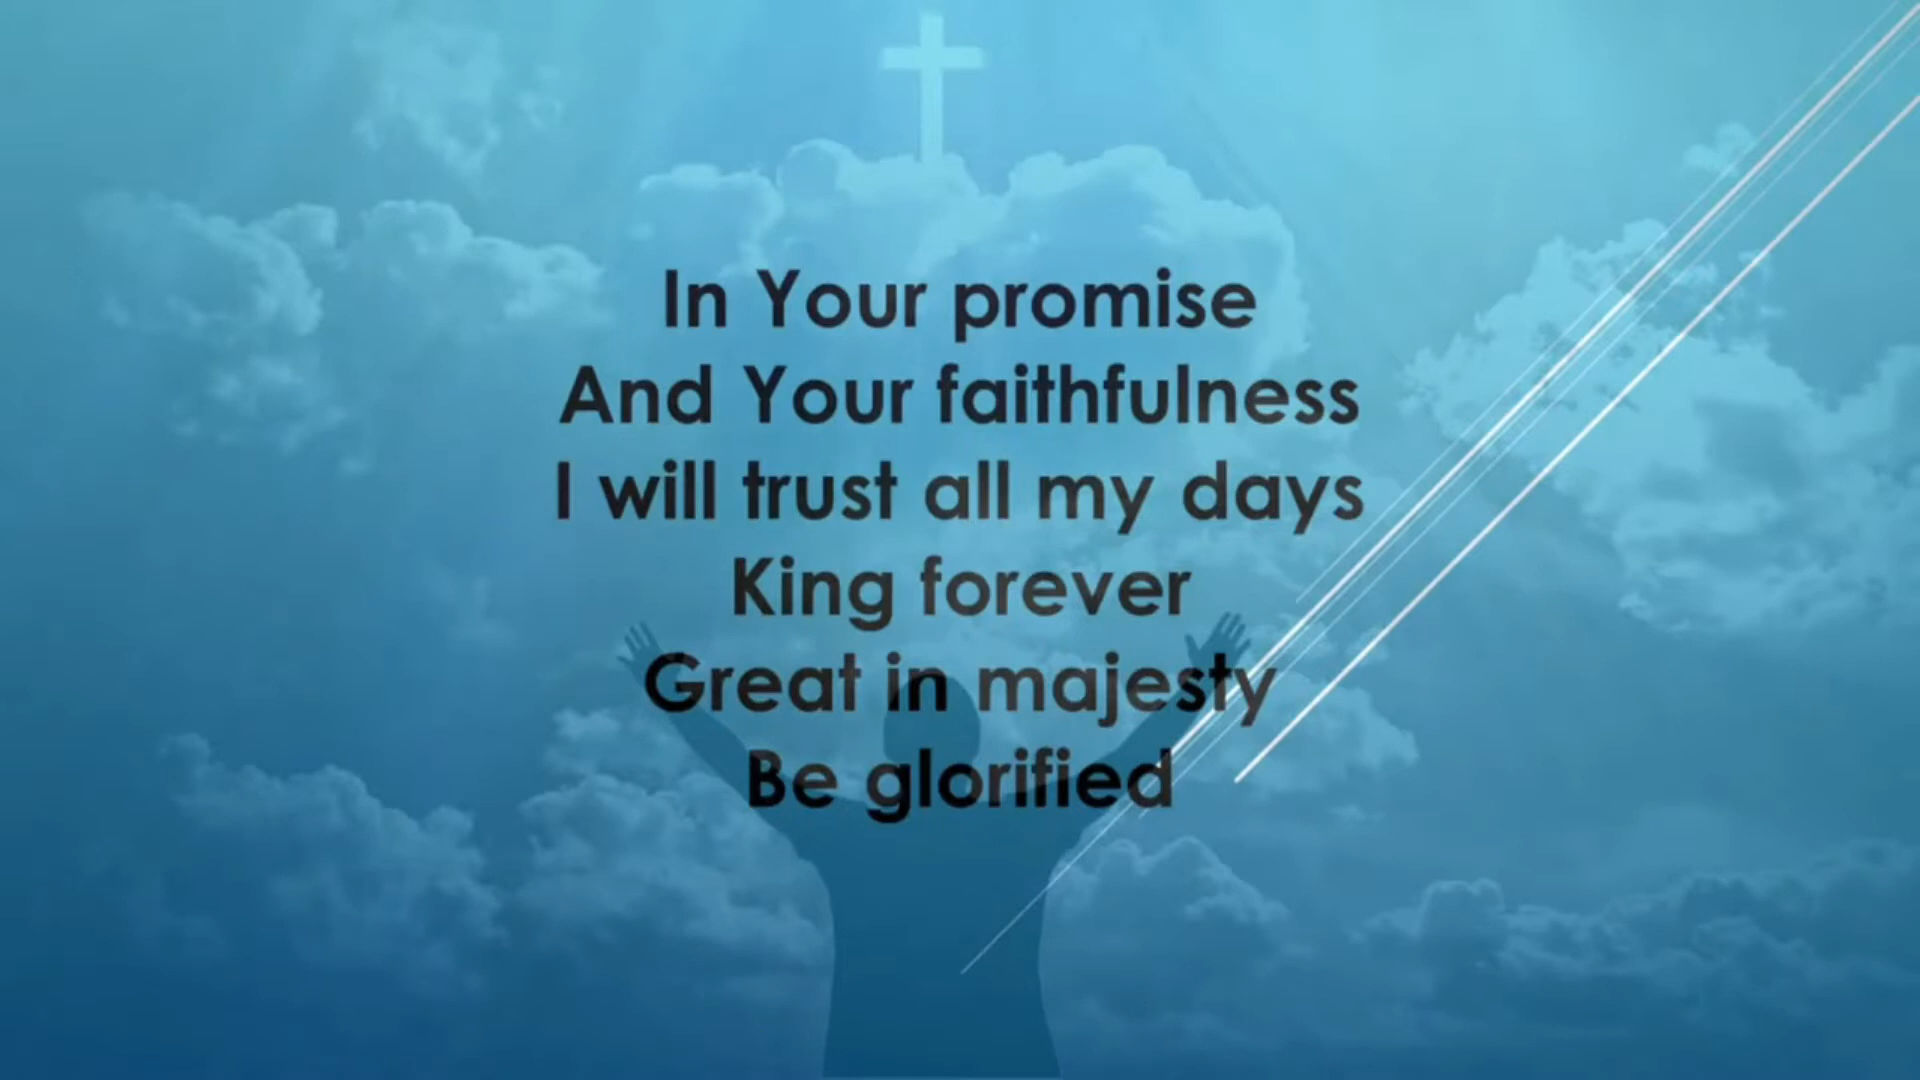 In Your promise
And Your faithfulness
I will trust all my days
King forever
Great in majesty
Be glorified